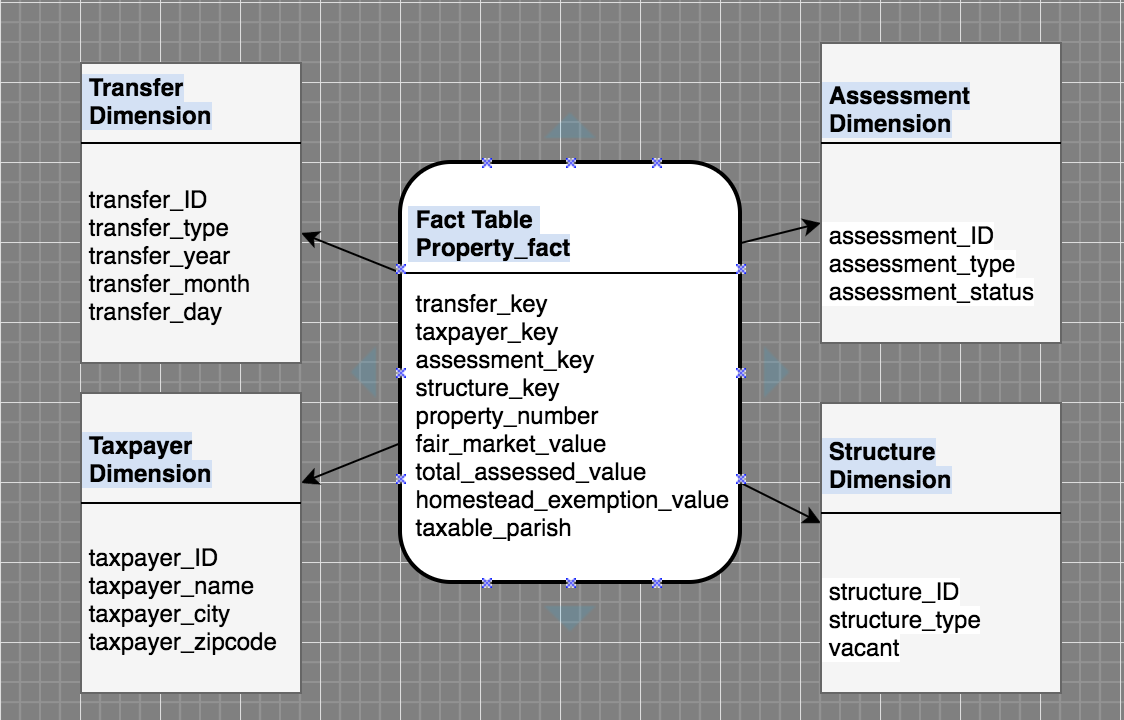 Transfer
Dimension
transfer_ID
transfer_type
transfer_year
transfer_month
transfer_day
Taxpayer
Dimension
taxpayer_ID
taxpayer_name
taxpayer_city
taxpayer_zipcode
Fact Table
Property_fact
transfer_key
taxpayer_key
assessment_key
structure_key
property_number
fair_market_value
total_assessed_value
homestead_exemption_value
taxable_parish
Assessment
Dimension
assessment_ID
assessment_type
assessment_status
Structure
Dimension
structure_ID
structure_type
vacant